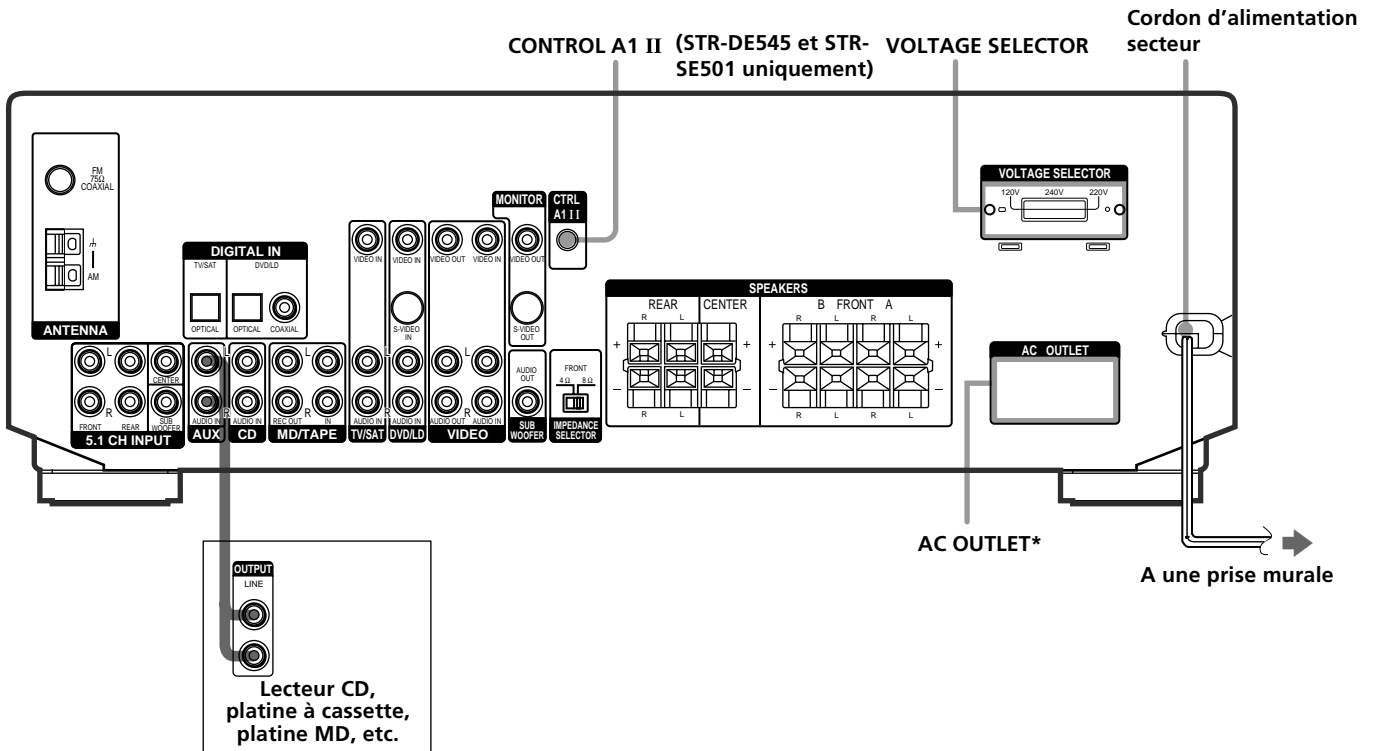 Cordon d'alimentation
secteur
CONTROL A1 II (STR-DE545 et STR-
SE501 uniquement)
VOLTAGE SELECTOR
FM
75Ω
COAXIAL
AM
ANTENNA
DIGITAL IN
TV/SAT DVD/LD
OPTICAL OPTICAL COAXIAL
MONITOR
CTRL
A1 II
VIDEO IN VIDEO IN VIDEO OUT VIDEO IN VIDEO OUT
S-VIDEO
IN
S-VIDEO
OUT
VOLTAGE SELECTOR
120V 240V 220V
SPEAKERS
REAR CENTER B FRONT A
R L R L R L
+ + + +
– – – –
R L R L R L
AC OUTLET
L L L L
CENTER
R R R R
FRONT REAR SUB
WOOFER
AUDIO IN AUDIO IN REC OUT IN AUDIO IN AUDIO IN AUDIO OUT AUDIO IN
5.1 CH INPUT AUX CD MD/TAPE TV/SAT DVD/LD VIDEO
AUDIO
OUT
SUB
WOOFER
FRONT
4 Ω 8 Ω
IMPEDANCE
SELECTOR
AC OUTLET*
A une prise murale
OUTPUT
LINE
Lecteur CD,
platine à cassette,
platine MD, etc.